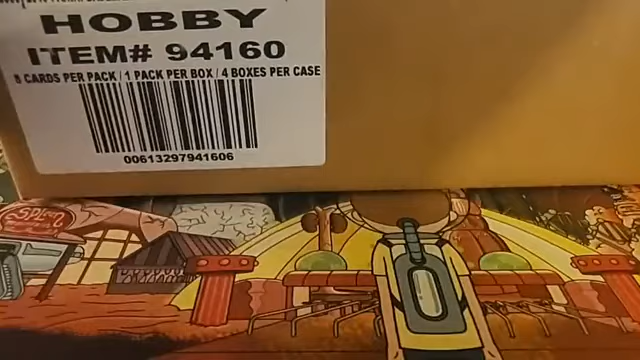 HOBBY
ITEM# 94160
8 CARDS PER PACK / 1 PACK PER BOX / 4 BOXES PER CASE
00613297941606